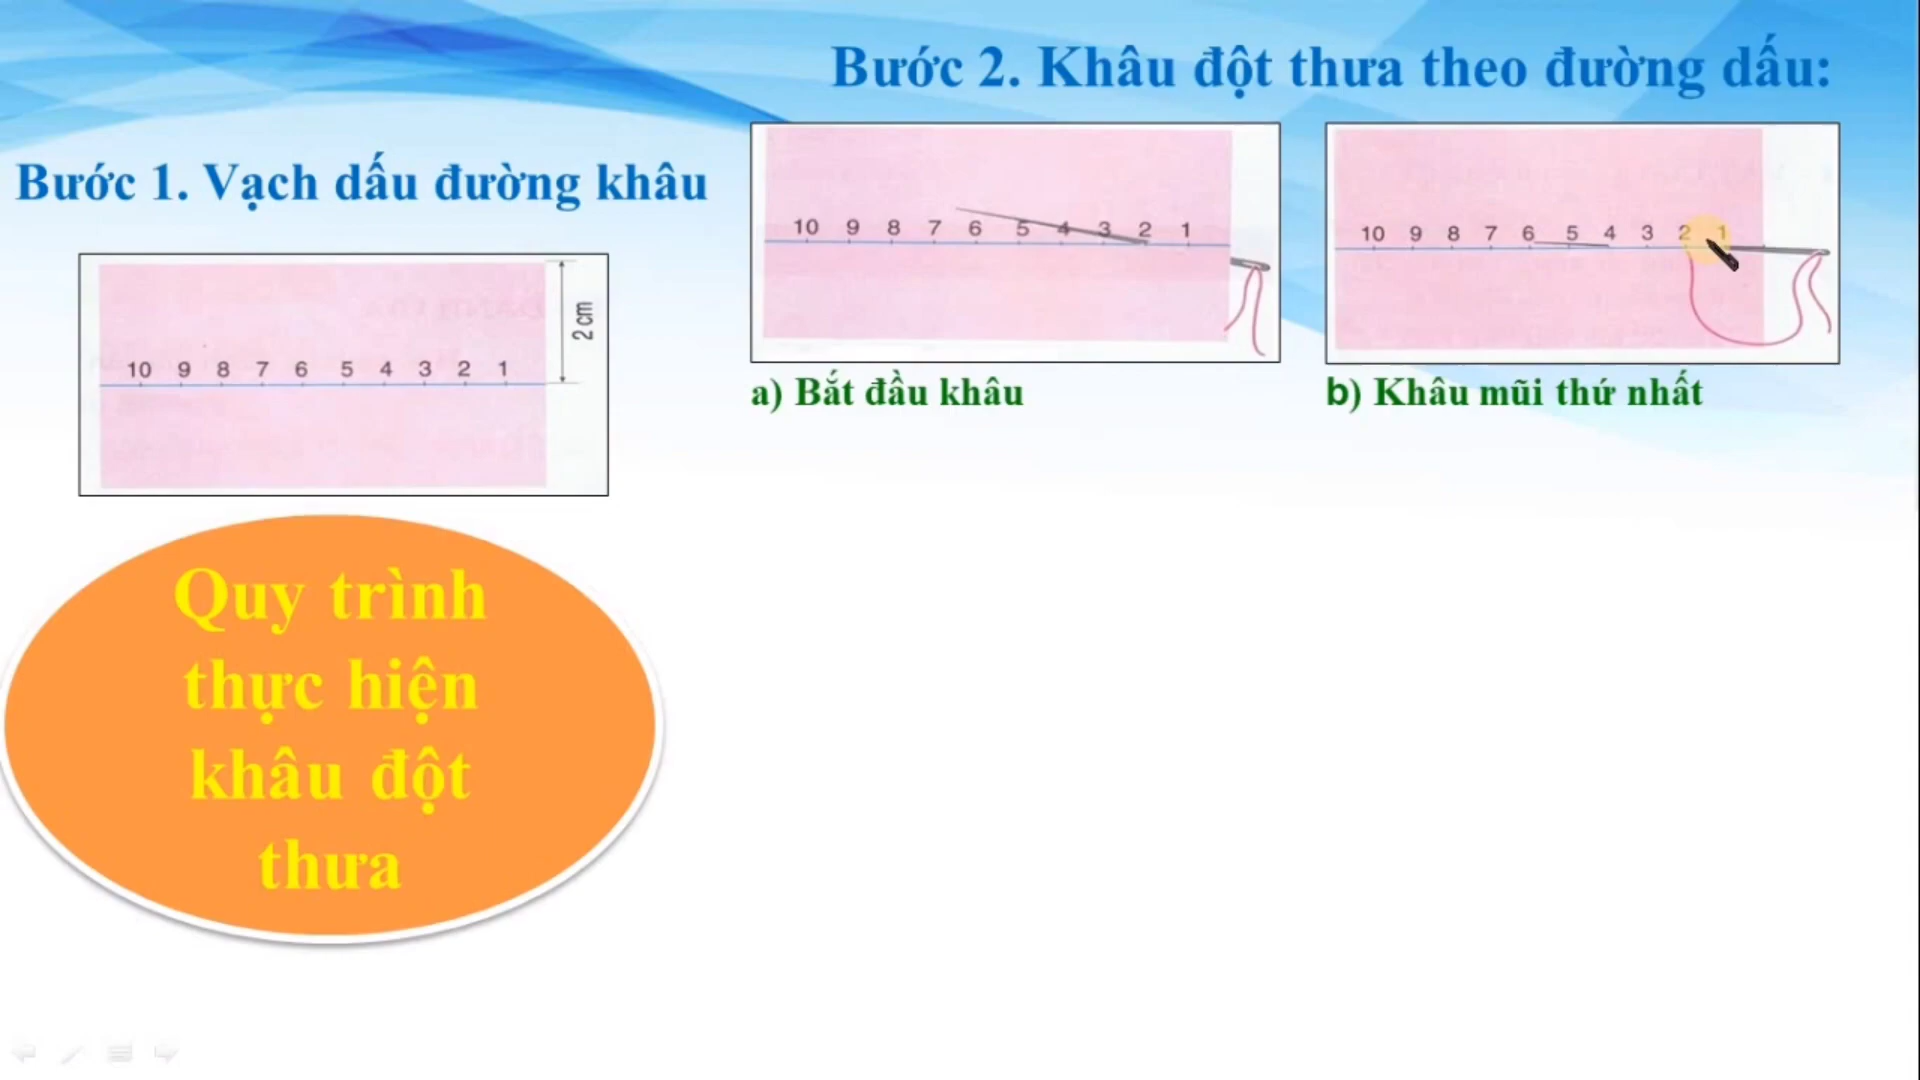 Bước 1. Vạch dấu đường khâu
10 9 8 7 6 5 4 3 2 1
2 cm
Bước 2. Khâu đột thưa theo đường dấu:
10 9 8 7 6 5 4 3 2 1
a) Bắt đầu khâu
10 9 8 7 6 5 4 3 2 1
b) Khâu mũi thứ nhất
Quy trình
thực hiện
khâu đột
thưa